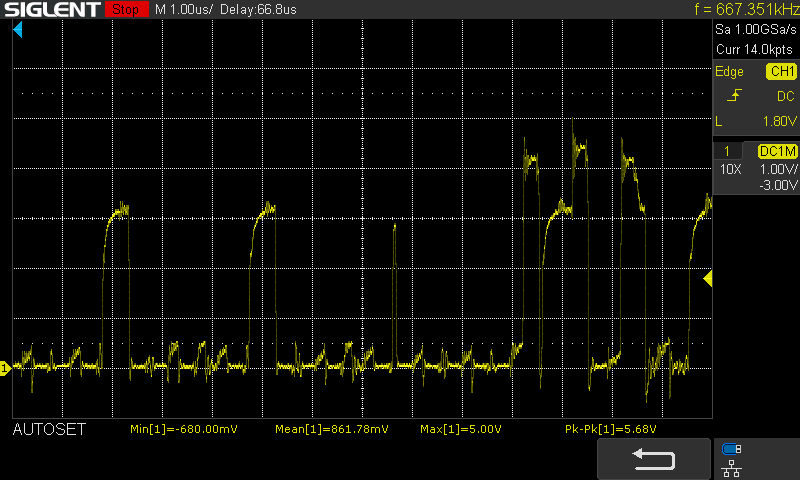 SIGLENT Stop M 1.00us/ Delay:66.8us f = 667.351kHz
Sa 1.00GSa/s
Curr 14.0kpts
Edge CH1
DC
L 1.80V
1 DC1M
10X 1.00V/
-3.00V
1
AUTOSET Min[1]=-680.00mV Mean[1]=861.78mV Max[1]=5.00V Pk-Pk[1]=5.68V